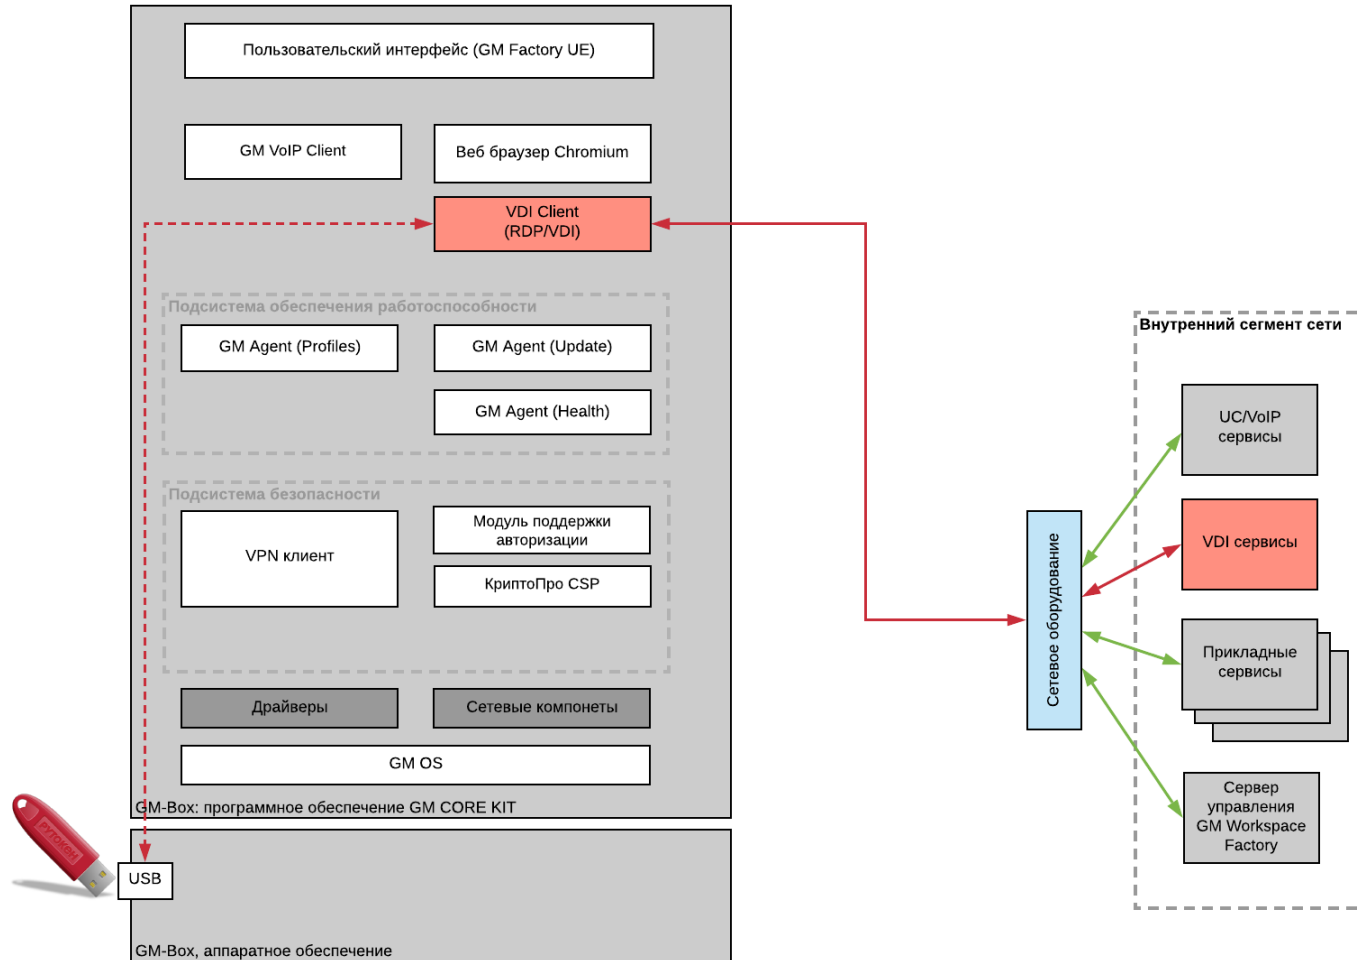 Пользовательский интерфейс (GM Factory UE)
GM VoIP Client
Веб браузер Chromium
VDI Client
(RDP/VDI)
Подсистема обеспечения работоспособности
GM Agent (Profiles)
GM Agent (Update)
GM Agent (Health)
Подсистема безопасности
VPN клиент
Модуль поддержки
авторизации
КриптоПро CSP
Драйверы
Сетевые компонеты
GM OS
GM-Box: программное обеспечение GM CORE KIT
РУТОКЕН
USB
GM-Box, аппаратное обеспечение
Сетевое оборудование
Внутренний сегмент сети
UC/VoIP
сервисы
VDI сервисы
Прикладные
сервисы
Сервер
управления
GM Workspace
Factory